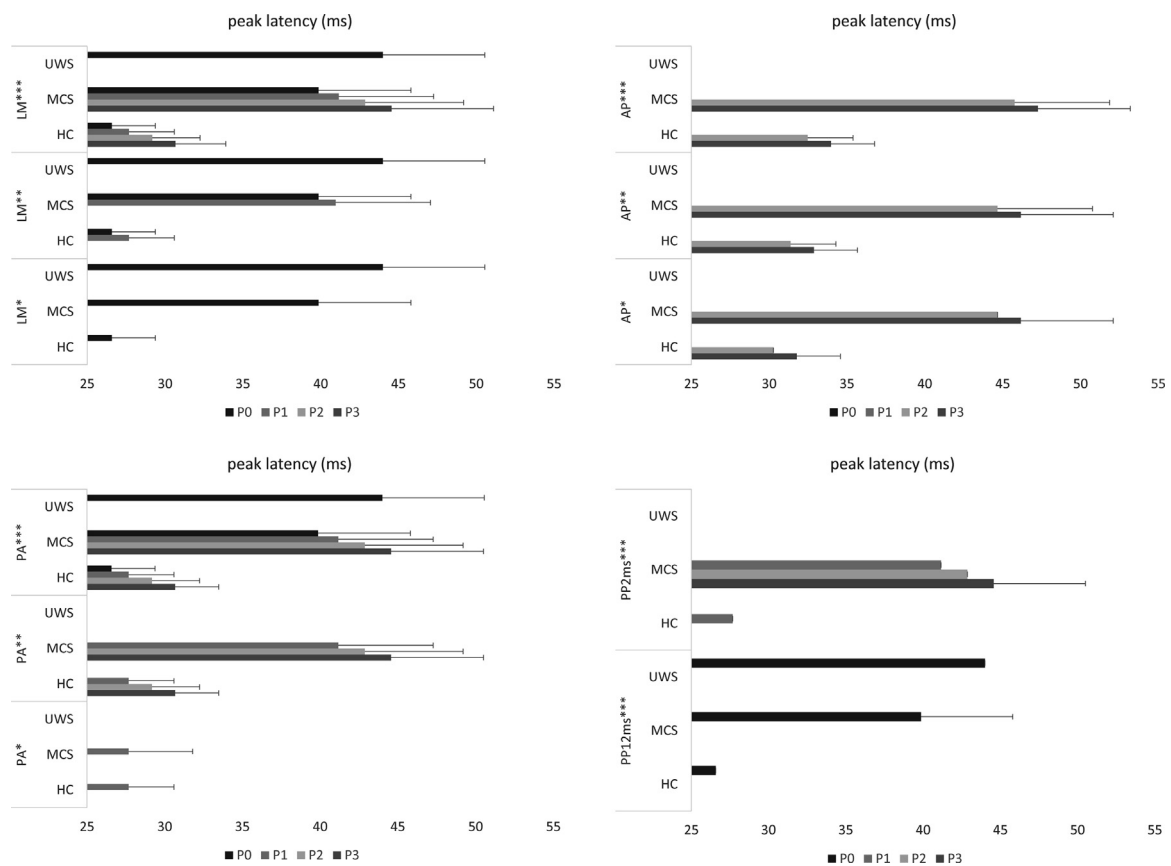 peak latency (ms)
LM***
UWS
MCS
HC
LM**
UWS
MCS
HC
LM*
UWS
MCS
HC
25 30 35 40 45 50 55
P0 P1 P2 P3
peak latency (ms)
AP***
UWS
MCS
HC
AP**
UWS
MCS
HC
AP*
UWS
MCS
HC
25 30 35 40 45 50 55
P0 P1 P2 P3
peak latency (ms)
PA***
UWS
MCS
HC
PA**
UWS
MCS
HC
PA*
UWS
MCS
HC
25 30 35 40 45 50 55
P0 P1 P2 P3
peak latency (ms)
PP2ms***
UWS
MCS
HC
PP12ms***
UWS
MCS
HC
25 30 35 40 45 50 55
P0 P1 P2 P3